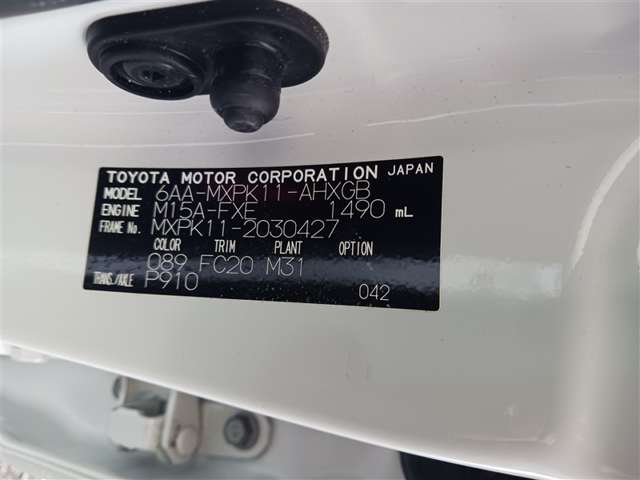 TOYOTA MOTOR CORPORATION JAPAN
MODEL 6AA-MXPK11-AHXGB
ENGINE M15A-FXE 1490 mL
FRAME No. MXPK11-2030427
COLOR TRIM PLANT OPTION
089 FC20 M31
TRANS./AXLE P910 042